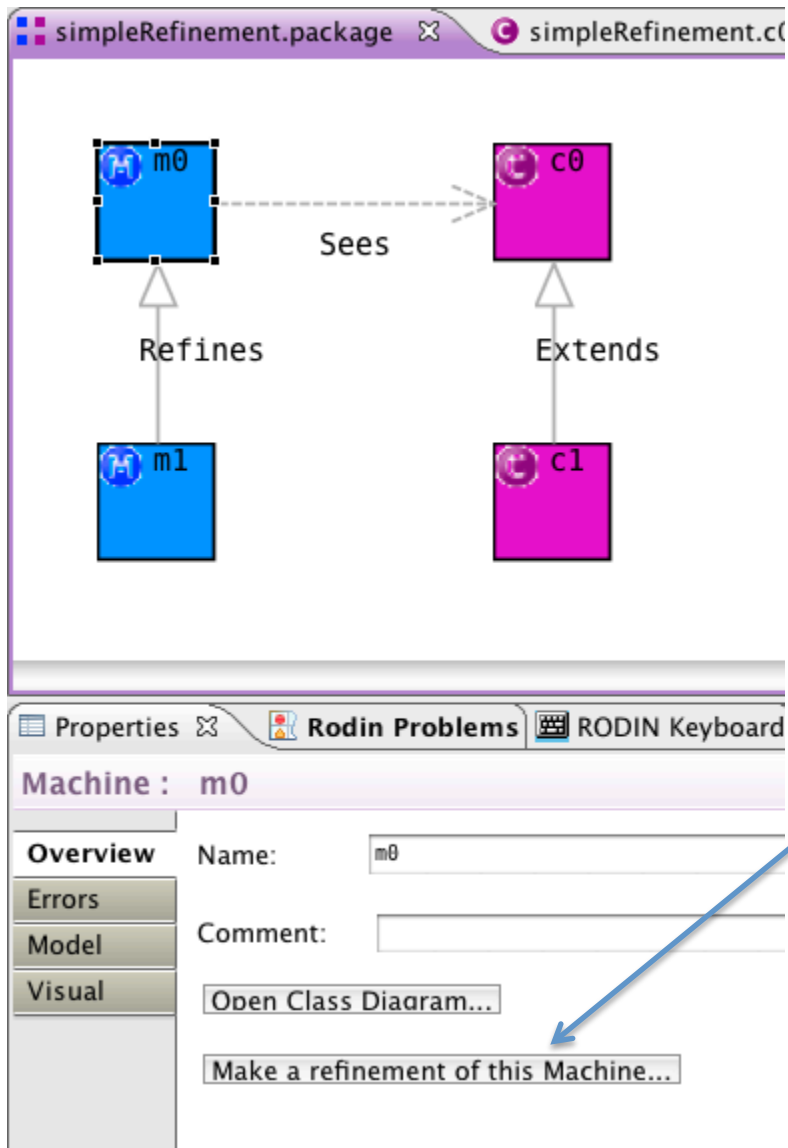 simpleRefinement.package simpleRefinement.c0
M m0 C c0
Sees
Refines Extends
M m1 C c1
Properties Rodin Problems RODIN Keyboard
Machine : m0
Overview Name: m0
Errors
Comment:
Model
Visual
Open Class Diagram...
Make a refinement of this Machine...